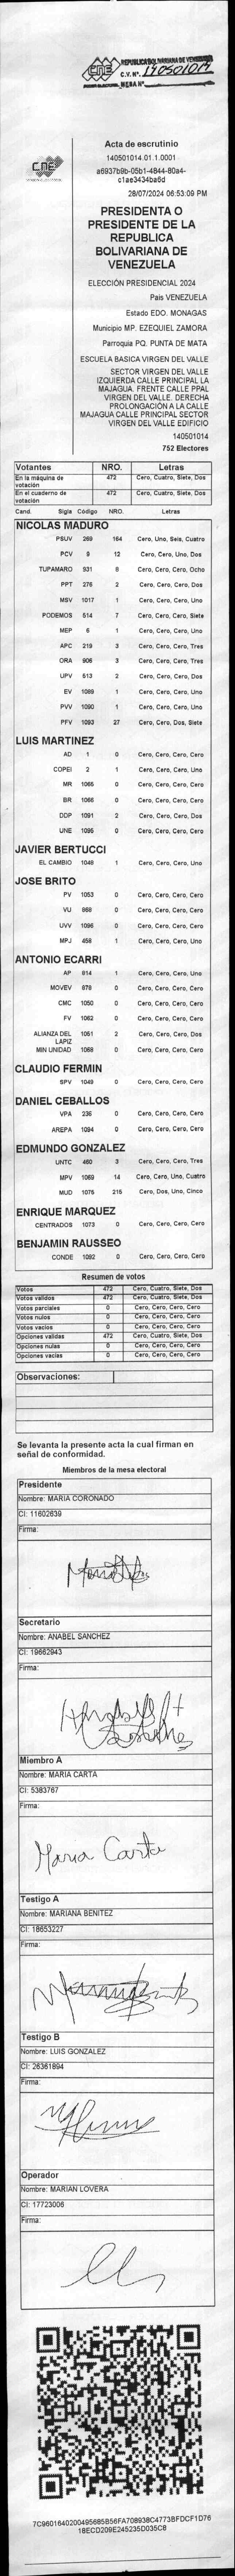 CNE
REPUBLICA BOLIVARIANA DE VENEZUELA
C.V. Nº. 140501014
MESA Nº
CNE
Acta de escrutinio
140501014.01.1.0001
a6937b9b-05b1-4844-80a4-
c1ae3434ba6d
28/07/2024 06:53:09 PM
PRESIDENTA O
PRESIDENTE DE LA
REPUBLICA
BOLIVARIANA DE
VENEZUELA
ELECCIÓN PRESIDENCIAL 2024
País VENEZUELA
Estado EDO. MONAGAS
Municipio MP. EZEQUIEL ZAMORA
Parroquia PQ. PUNTA DE MATA
ESCUELA BASICA VIRGEN DEL VALLE
SECTOR VIRGEN DEL VALLE
IZQUIERDA CALLE PRINCIPAL LA
MAJAGUA. FRENTE CALLE PPAL
VIRGEN DEL VALLE. DERECHA
PROLONGACIÓN A LA CALLE
MAJAGUA CALLE PRINCIPAL SECTOR
VIRGEN DEL VALLE EDIFICIO
140501014
752 Electores
Votantes NRO. Letras
En la máquina de votación 472 Cero, Cuatro, Siete, Dos
En el cuaderno de votación 472 Cero, Cuatro, Siete, Dos
Cand. Sigla Código NRO. Letras
NICOLAS MADURO
PSUV 269 164 Cero, Uno, Seis, Cuatro
PCV 9 12 Cero, Cero, Uno, Dos
TUPAMARO 931 8 Cero, Cero, Cero, Ocho
PPT 276 2 Cero, Cero, Cero, Dos
MSV 1017 1 Cero, Cero, Cero, Uno
PODEMOS 514 7 Cero, Cero, Cero, Siete
MEP 6 1 Cero, Cero, Cero, Uno
APC 219 3 Cero, Cero, Cero, Tres
ORA 906 3 Cero, Cero, Cero, Tres
UPV 513 2 Cero, Cero, Cero, Dos
EV 1089 1 Cero, Cero, Cero, Uno
PVV 1090 1 Cero, Cero, Cero, Uno
PFV 1093 27 Cero, Cero, Dos, Siete
LUIS MARTINEZ
AD 1 0 Cero, Cero, Cero, Cero
COPEI 2 1 Cero, Cero, Cero, Uno
MR 1065 0 Cero, Cero, Cero, Cero
BR 1066 0 Cero, Cero, Cero, Cero
DDP 1091 2 Cero, Cero, Cero, Dos
UNE 1095 0 Cero, Cero, Cero, Cero
JAVIER BERTUCCI
EL CAMBIO 1048 1 Cero, Cero, Cero, Uno
JOSE BRITO
PV 1053 0 Cero, Cero, Cero, Cero
VU 868 0 Cero, Cero, Cero, Cero
UVV 1096 0 Cero, Cero, Cero, Cero
MPJ 458 1 Cero, Cero, Cero, Uno
ANTONIO ECARRI
AP 814 1 Cero, Cero, Cero, Uno
MOVEV 978 0 Cero, Cero, Cero, Cero
CMC 1050 0 Cero, Cero, Cero, Cero
FV 1062 0 Cero, Cero, Cero, Cero
ALIANZA DEL LAPIZ 1051 2 Cero, Cero, Cero, Dos
MIN UNIDAD 1068 0 Cero, Cero, Cero, Cero
CLAUDIO FERMIN
SPV 1049 0 Cero, Cero, Cero, Cero
DANIEL CEBALLOS
VPA 236 0 Cero, Cero, Cero, Cero
AREPA 1094 0 Cero, Cero, Cero, Cero
EDMUNDO GONZALEZ
UNTC 460 3 Cero, Cero, Cero, Tres
MPV 1069 14 Cero, Cero, Uno, Cuatro
MUD 1075 215 Cero, Dos, Uno, Cinco
ENRIQUE MARQUEZ
CENTRADOS 1073 0 Cero, Cero, Cero, Cero
BENJAMIN RAUSSEO
CONDE 1092 0 Cero, Cero, Cero, Cero
Resumen de votos
Votos 472 Cero, Cuatro, Siete, Dos
Votos validos 472 Cero, Cuatro, Siete, Dos
Votos parciales 0 Cero, Cero, Cero, Cero
Votos nulos 0 Cero, Cero, Cero, Cero
Votos vacios 0 Cero, Cero, Cero, Cero
Opciones validas 472 Cero, Cuatro, Siete, Dos
Opciones nulas 0 Cero, Cero, Cero, Cero
Opciones vacias 0 Cero, Cero, Cero, Cero
Observaciones:
Se levanta la presente acta la cual firman en
señal de conformidad.
Miembros de la mesa electoral
Presidente
Nombre: MARIA CORONADO
CI: 11602639
Firma:
Secretario
Nombre: ANABEL SANCHEZ
CI: 19662943
Firma:
Miembro A
Nombre: MARIA CARTA
CI: 5383767
Firma:
Maria Carta
Testigo A
Nombre: MARIANA BENITEZ
CI: 18653227
Firma:
Testigo B
Nombre: LUIS GONZALEZ
CI: 26361894
Firma:
Operador
Nombre: MARIAN LOVERA
CI: 17723006
Firma:
7C9601640200495685B56FA708938C4773BFDCF1D76
18ECD209E245235D035C8